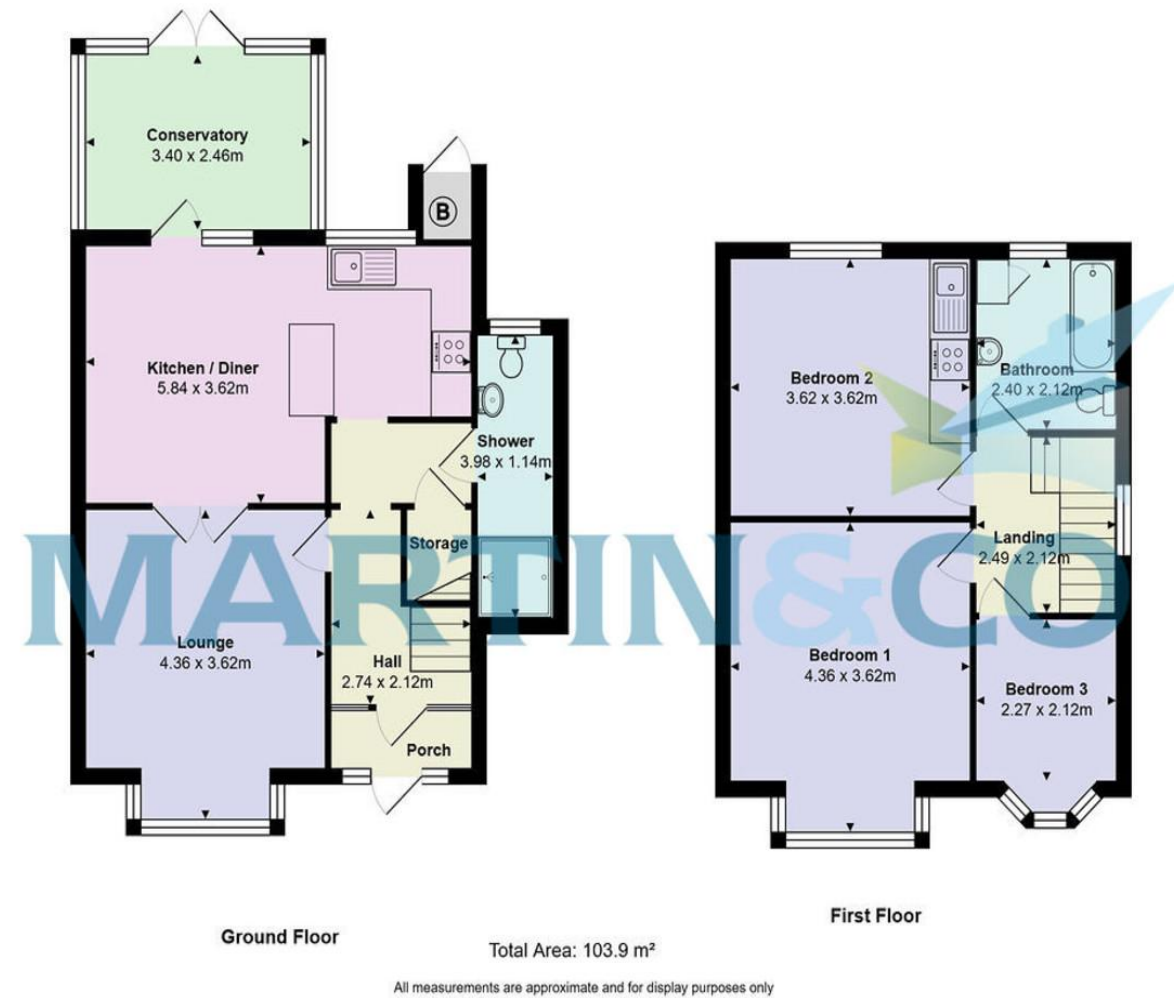 Conservatory
3.40 x 2.46m
B
Kitchen / Diner
5.84 x 3.62m
Shower
3.98 x 1.14m
Storage
Lounge
4.36 x 3.62m
Hall
2.74 x 2.12m
Porch
Ground Floor
Bedroom 2
3.62 x 3.62m
Bathroom
2.40 x 2.12m
Landing
2.49 x 2.12m
Bedroom 1
4.36 x 3.62m
Bedroom 3
2.27 x 2.12m
First Floor
MARTIN&CO
Total Area: 103.9 m²
All measurements are approximate and for display purposes only